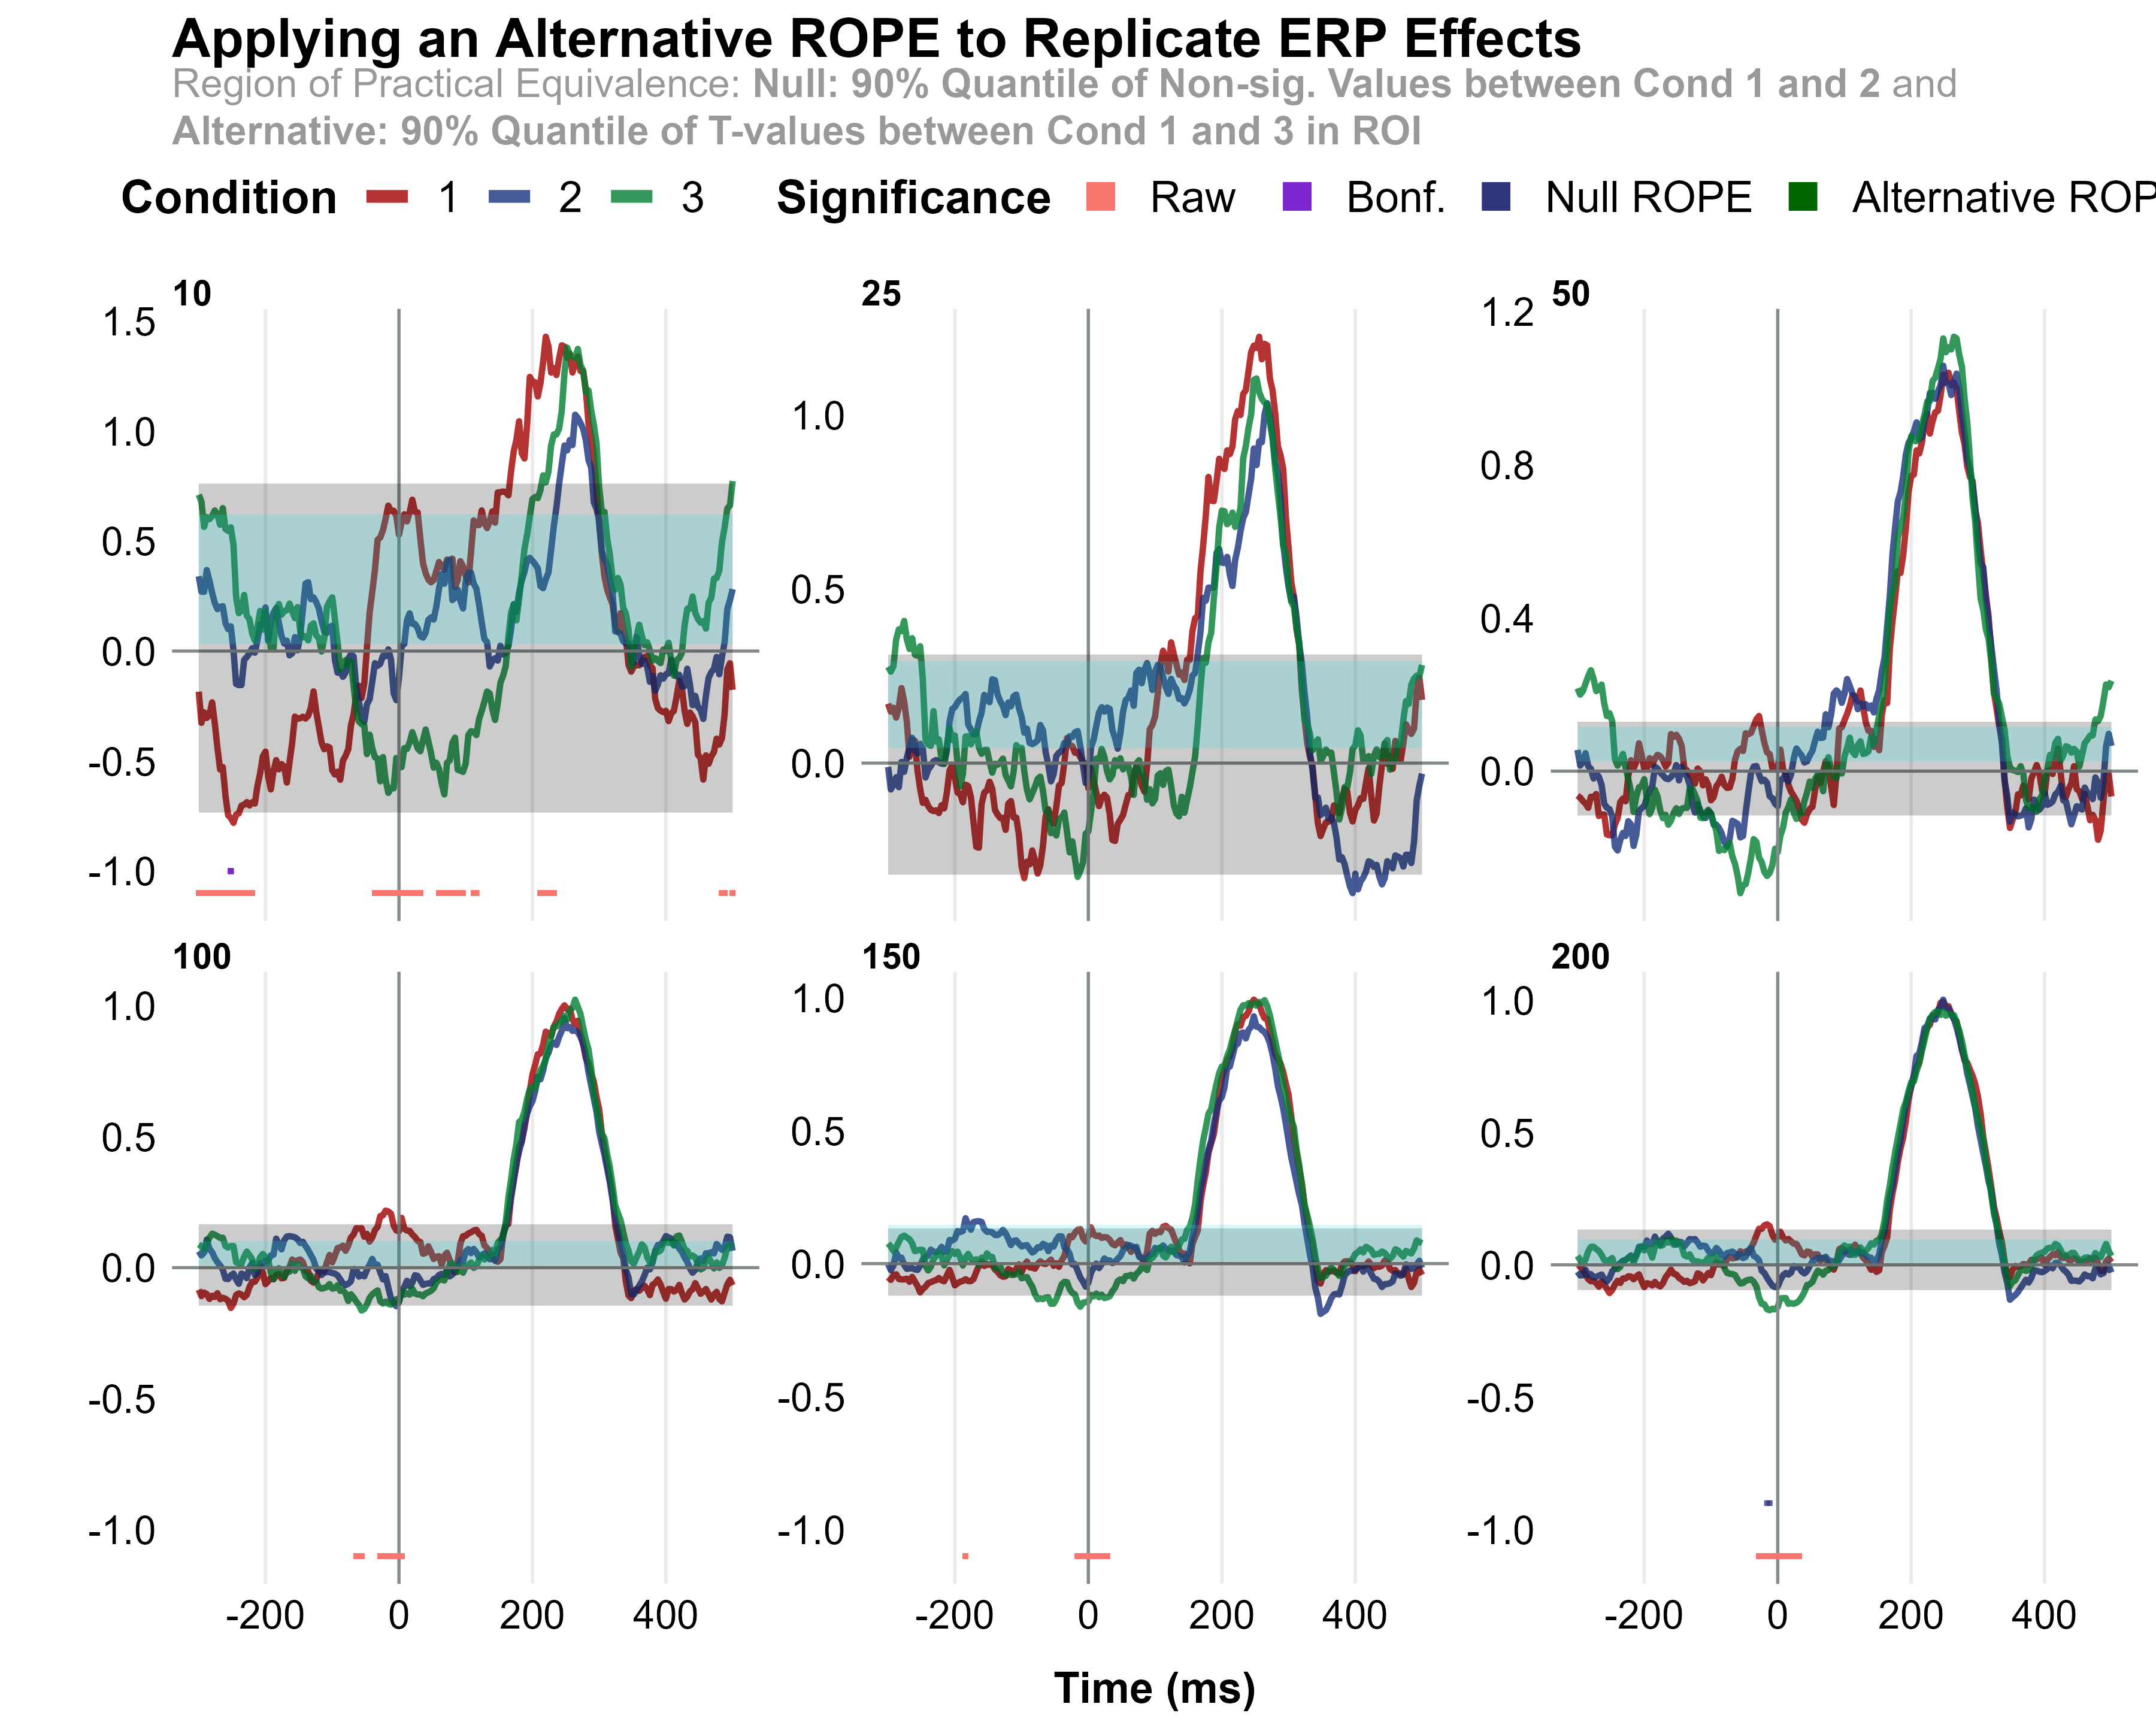 Applying an Alternative ROPE to Replicate ERP Effects
Region of Practical Equivalence: Null: 90% Quantile of Non-sig. Values between Cond 1 and 2 and
Alternative: 90% Quantile of T-values between Cond 1 and 3 in ROI
Condition 1 2 3 Significance Raw Bonf. Null ROPE Alternative ROP
10 25 50
1.5 1.0 0.5 0.0 -0.5 -1.0
1.0 0.5 0.0
1.2 0.8 0.4 0.0
100 150 200
1.0 0.5 0.0 -0.5 -1.0
1.0 0.5 0.0 -0.5 -1.0
1.0 0.5 0.0 -0.5 -1.0
-200 0 200 400 -200 0 200 400 -200 0 200 400
Time (ms)